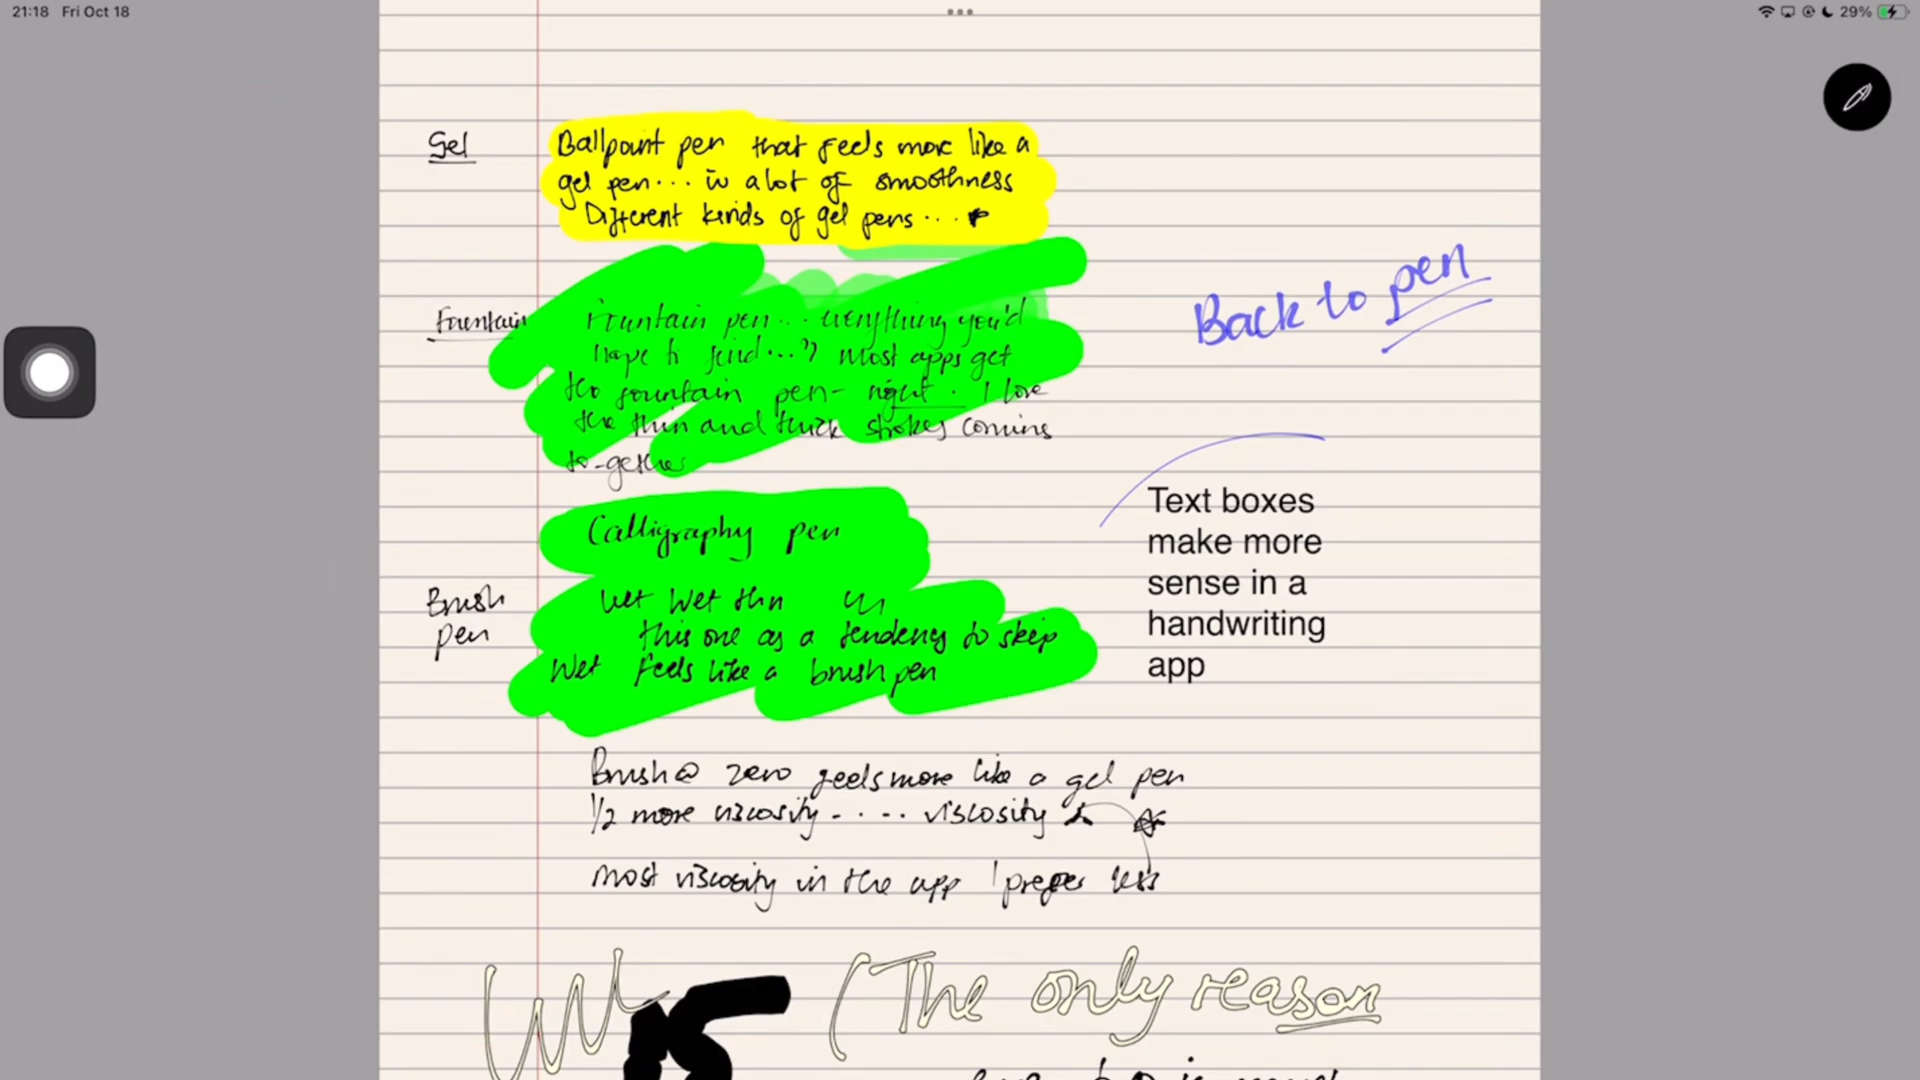 21:18 Fri Oct 18
29%
Gel
Ballpoint pen that feels more like a
gel pen... is a lot of smoothness
Different kinds of gel pens...
Back to pen
Fountain
Fountain pen... everything you'd
hope to find...?) most apps get
the fountain pen- right. I love
the thin and thick strokes coming
to-gether
Text boxes
make more
sense in a
handwriting
app
Calligraphy pen
Brush
pen
Wet Wet thn
this one as a tendency to skip
Wet Feels like a brush pen
Brush@ zero feels more like a gel pen
1/2 more viscosity - . . -- viscosity
most viscosity in the app I prefer less
(The only reason